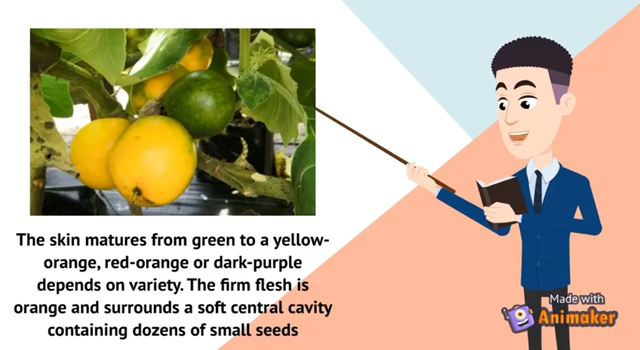 The skin matures from green to a yellow-
orange, red-orange or dark-purple
depends on variety. The firm flesh is
orange and surrounds a soft central cavity
containing dozens of small seeds
Made with
Animaker